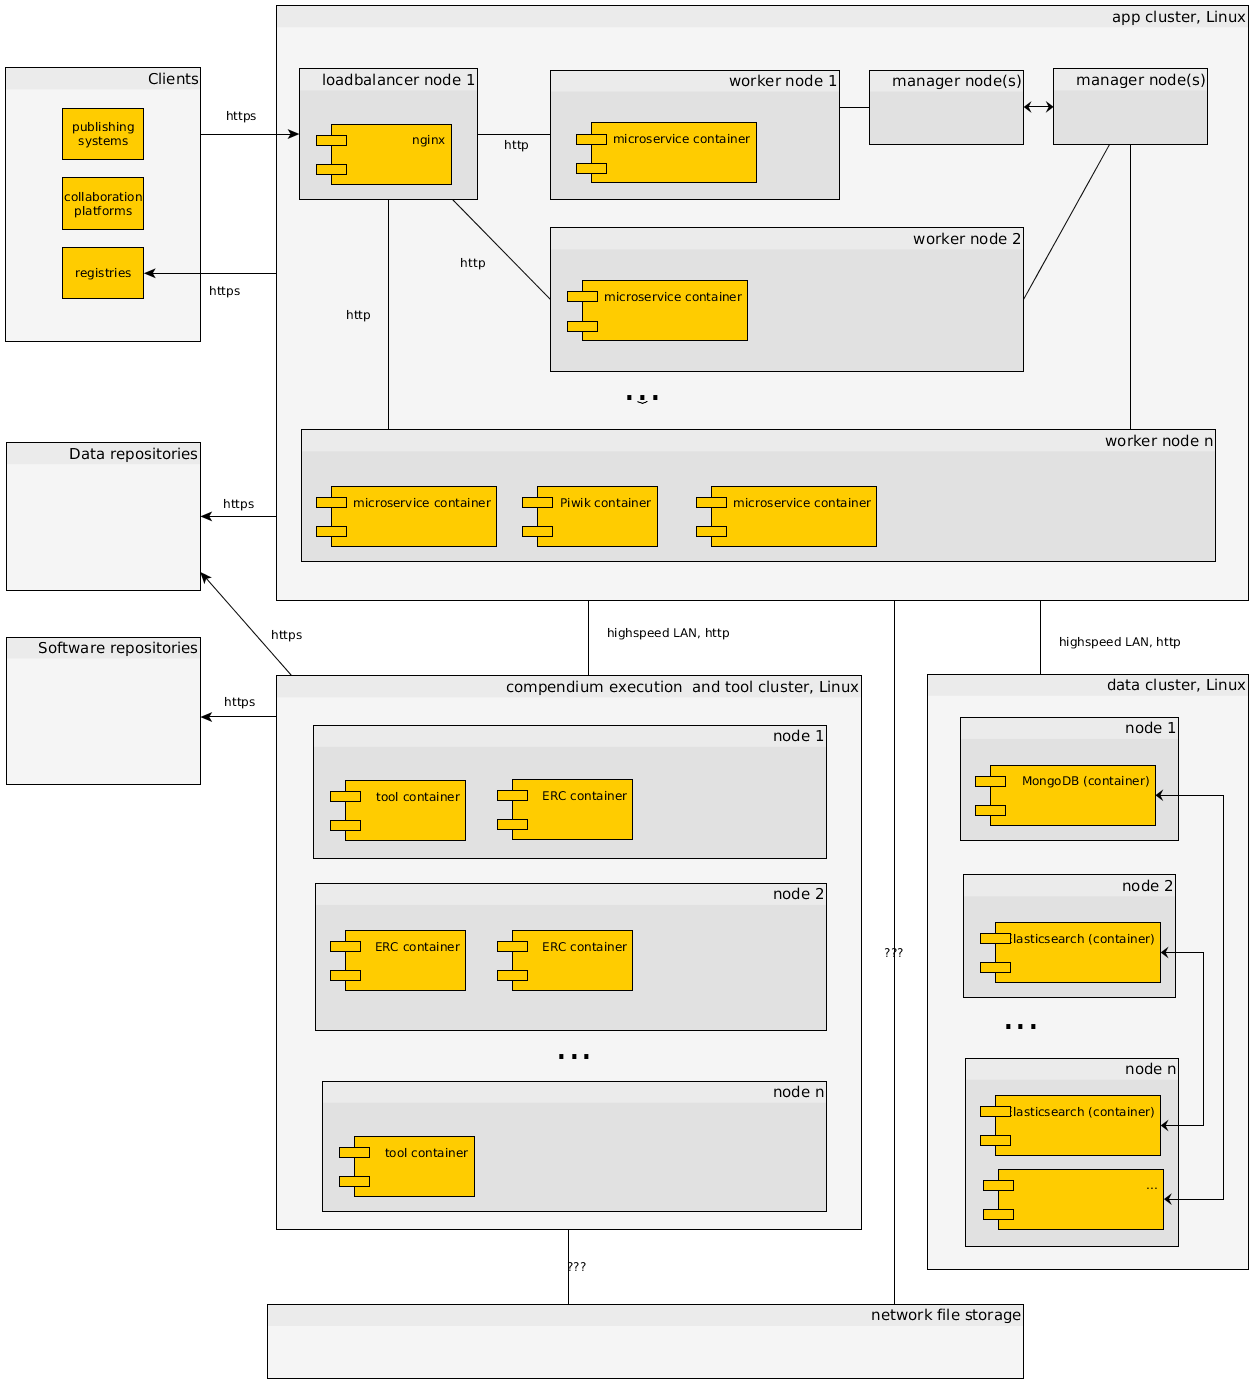 app cluster, Linux
Clients
publishing
systems
collaboration
platforms
registries
https
https
loadbalancer node 1
nginx
http
http
http
worker node 1
microservice container
manager node(s)
manager node(s)
worker node 2
microservice container
...
worker node n
microservice container
Piwik container
microservice container
Data repositories
https
https
Software repositories
https
highspeed LAN, http
highspeed LAN, http
compendium execution  and tool cluster, Linux
node 1
tool container
ERC container
node 2
ERC container
ERC container
...
node n
tool container
???
data cluster, Linux
node 1
MongoDB (container)
node 2
lasticsearch (container)
...
node n
lasticsearch (container)
...
???
network file storage